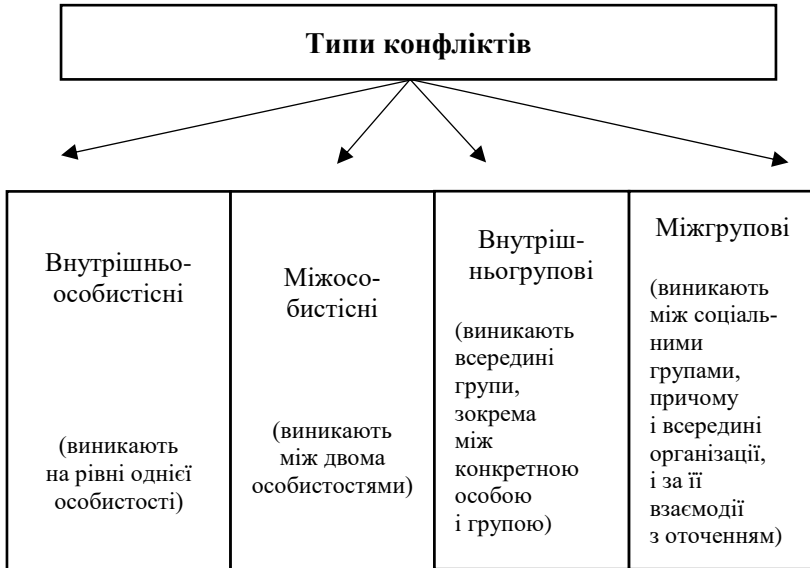 Типи конфліктів
Внутрішньо-
особистісні
(виникають
на рівні однієї
особистості)
Міжосо-
бистісні
(виникають
між двома
особистостями)
Внутріш-
ньогрупові
(виникають
всередині
групи,
зокрема
між
конкретною
особою
і групою)
Міжгрупові
(виникають
між соціаль-
ними
групами,
причому
і всередині
організації,
і за її
взаємодії
з оточенням)